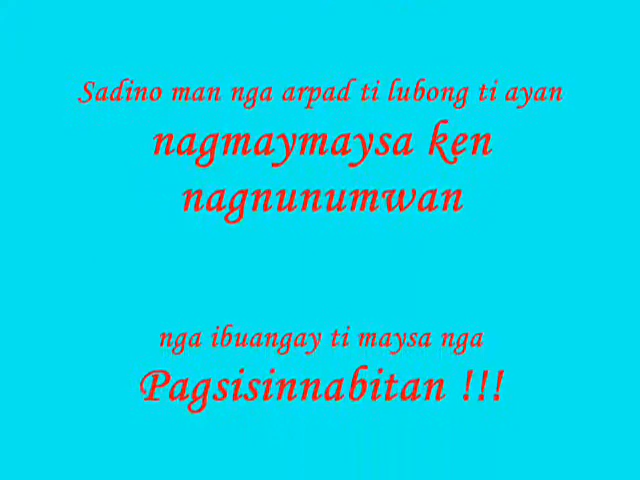 Sadino man nga arpad ti lubong ti ayan
nagmaymaysa ken
nagnunumwan
nga ibuangay ti maysa nga
Pagsisinnabitan !!!